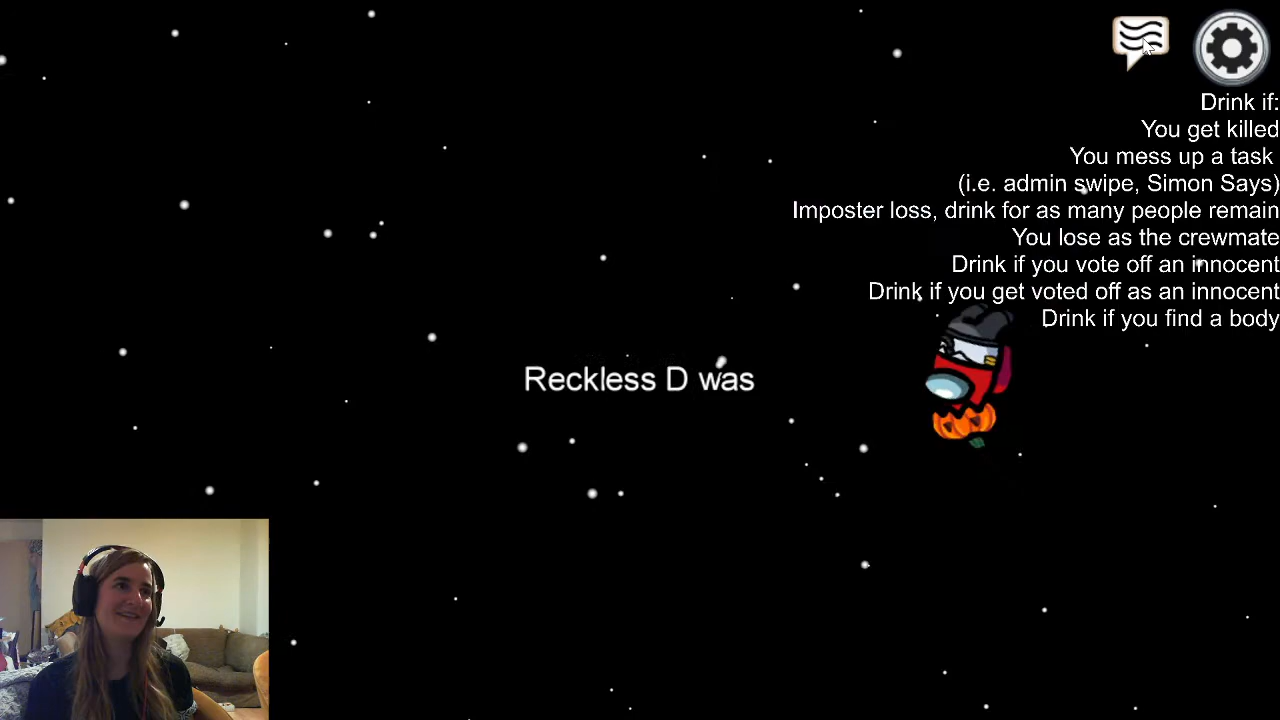 Drink if:
You get killed
You mess up a task
(i.e. admin swipe, Simon Says)
Imposter loss, drink for as many people remain
You lose as the crewmate
Drink if you vote off an innocent
Drink if you get voted off as an innocent
Drink if you find a body
Reckless D was